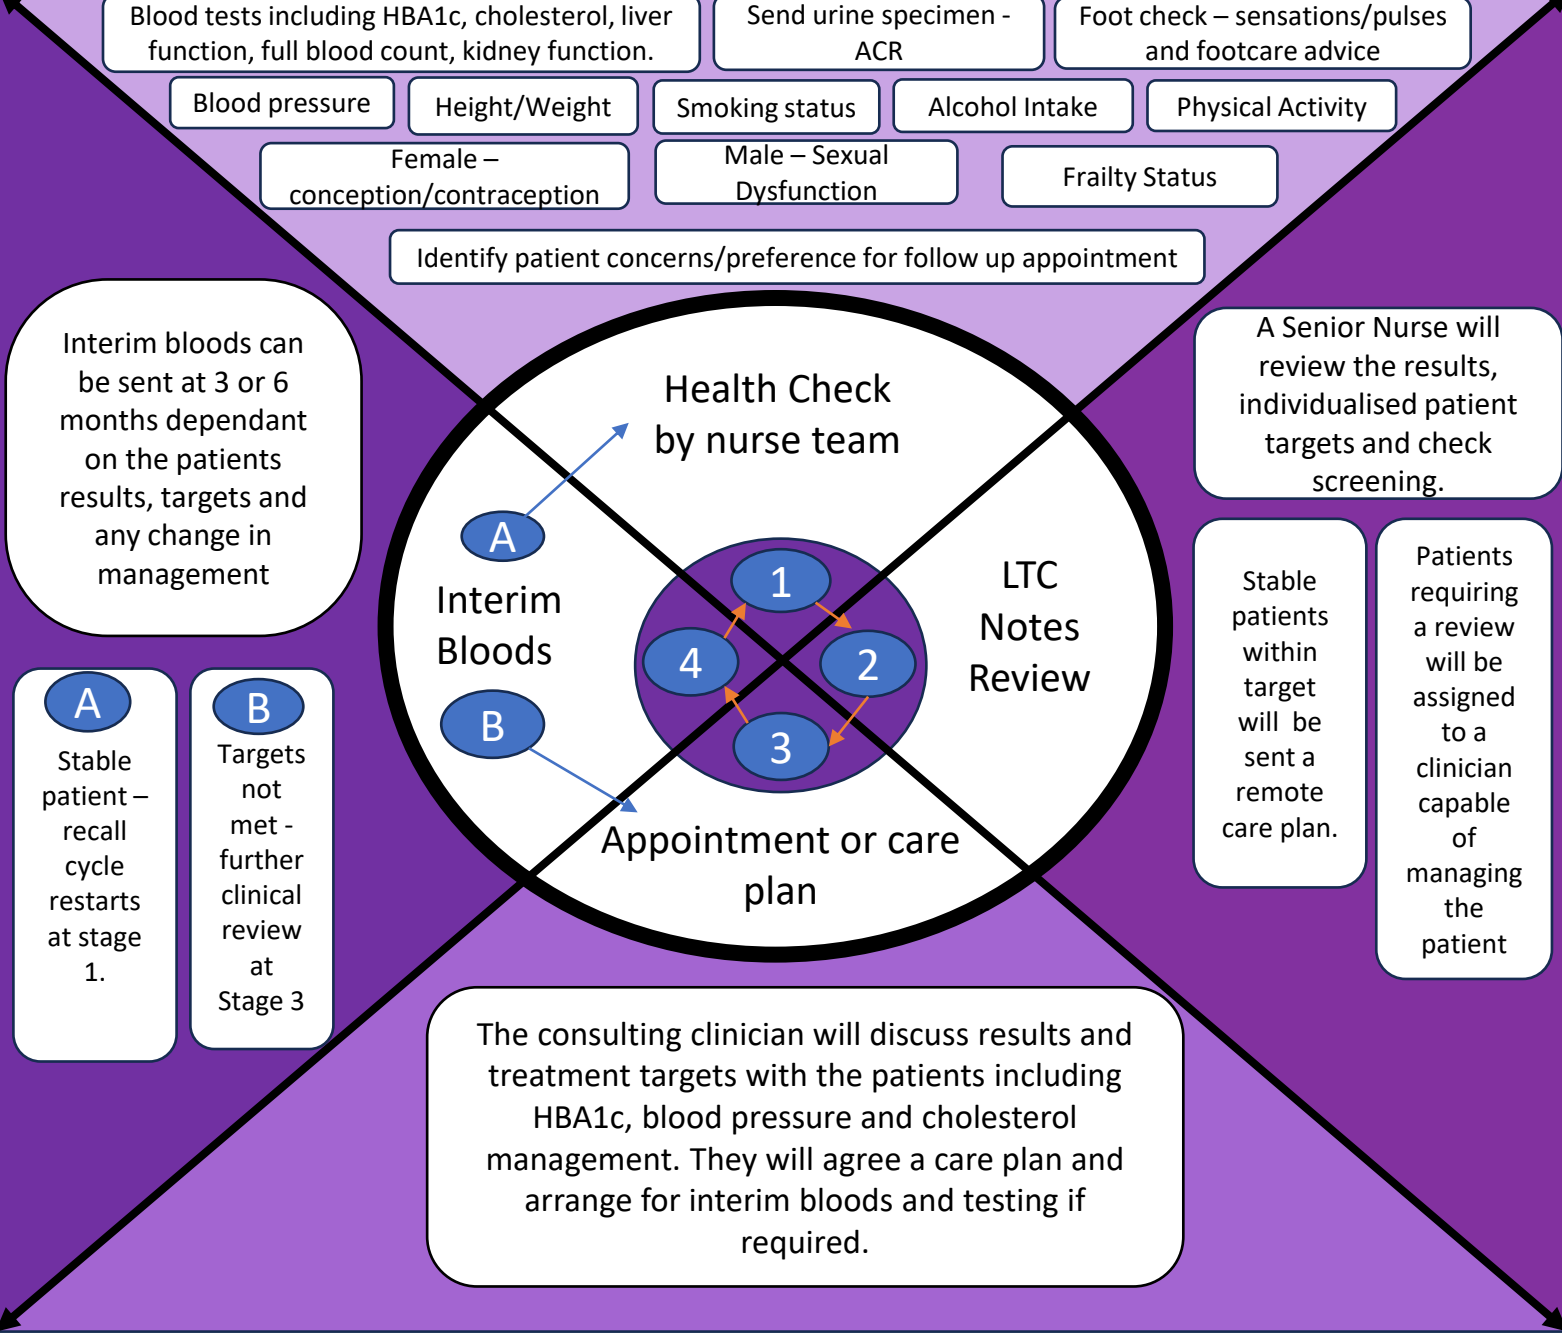 Blood tests including HBA1c, cholesterol, liver
function, full blood count, kidney function.
Send urine specimen -
ACR
Foot check – sensations/pulses
and footcare advice
Blood pressure
Height/Weight
Smoking status
Alcohol Intake
Physical Activity
Female –
conception/contraception
Male – Sexual
Dysfunction
Frailty Status
Identify patient concerns/preference for follow up appointment
Health Check
by nurse team
1
2
3
4
LTC
Notes
Review
A Senior Nurse will
review the results,
individualised patient
targets and check
screening.
Stable
patients
within
target
will be
sent a
remote
care plan.
Patients
requiring
a review
will be
assigned
to a
clinician
capable
of
managing
the
patient
Appointment or care
plan
The consulting clinician will discuss results and
treatment targets with the patients including
HBA1c, blood pressure and cholesterol
management. They will agree a care plan and
arrange for interim bloods and testing if
required.
A
Interim
Bloods
B
Interim bloods can
be sent at 3 or 6
months dependant
on the patients
results, targets and
any change in
management
A
Stable
patient –
recall
cycle
restarts
at stage
1.
B
Targets
not
met -
further
clinical
review
at
Stage 3